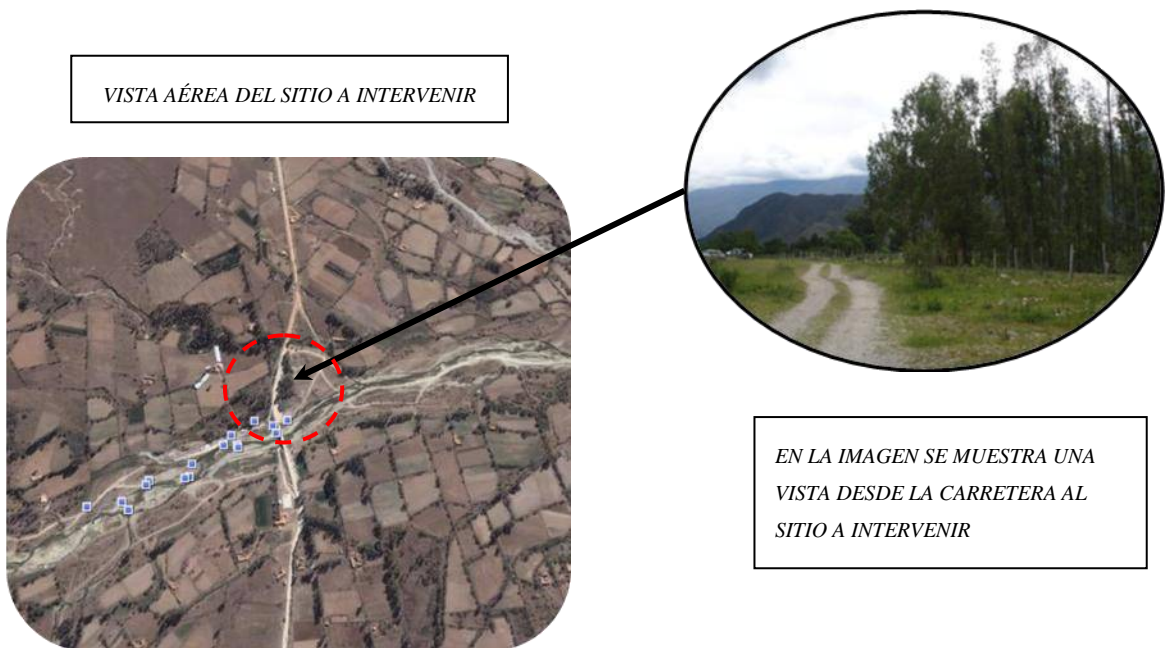 VISTA AÉREA DEL SITIO A INTERVENIR
EN LA IMAGEN SE MUESTRA UNA
VISTA DESDE LA CARRETERA AL
SITIO A INTERVENIR